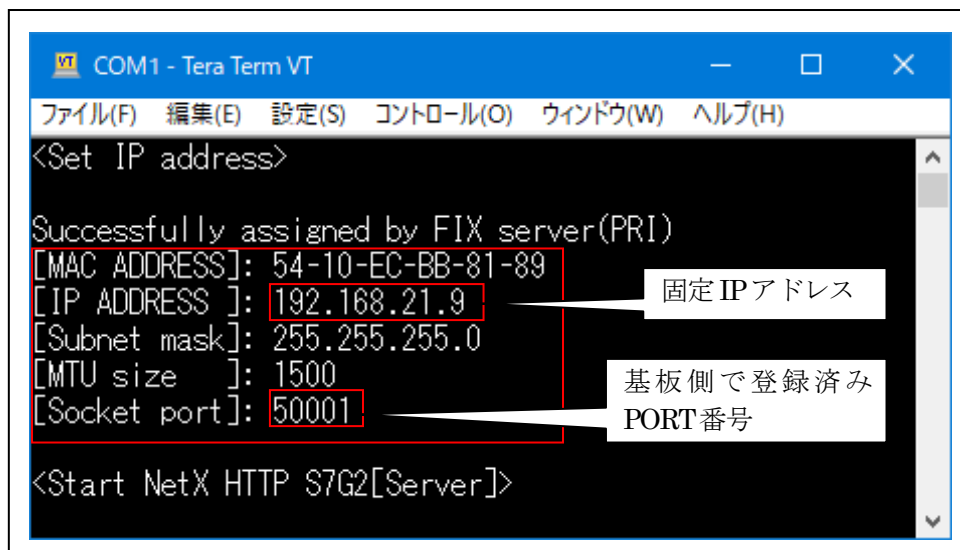 COM1 - Tera Term VT
ファイル(F) 編集(E) 設定(S) コントロール(O) ウィンドウ(W) ヘルプ(H)
<Set IP address>
Successfully assigned by FIX server(PRI)
[MAC ADDRESS]: 54-10-EC-BB-81-89
[IP ADDRESS ]: 192.168.21.9
固定IPアドレス
[Subnet mask]: 255.255.255.0
[MTU size   ]: 1500
[Socket port]: 50001
基板側で登録済み
PORT番号
<Start NetX HTTP S7G2[Server]>